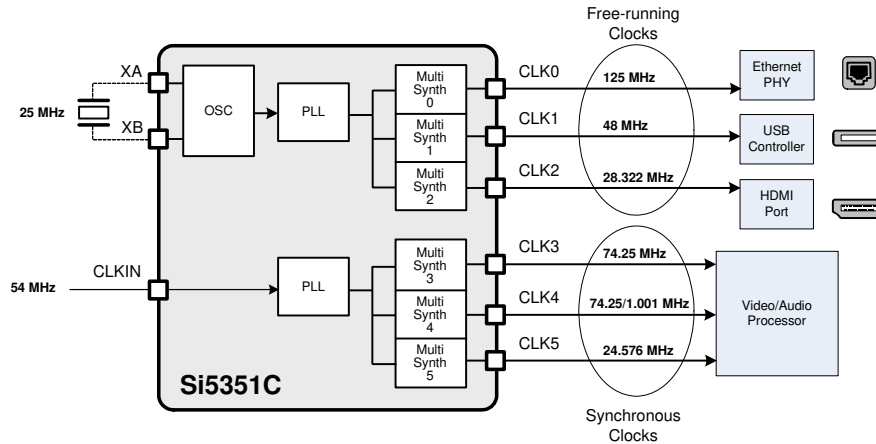 Free-running
Clocks
XA
25 MHz
XB
OSC
PLL
Multi
Synth
0
Multi
Synth
1
Multi
Synth
2
CLK0
125 MHz
Ethernet
PHY
CLK1
48 MHz
USB
Controller
CLK2
28.322 MHz
HDMI
Port
CLKIN
54 MHz
PLL
Multi
Synth
3
Multi
Synth
4
Multi
Synth
5
CLK3
74.25 MHz
CLK4
74.25/1.001 MHz
CLK5
24.576 MHz
Video/Audio
Processor
Si5351C
Synchronous
Clocks